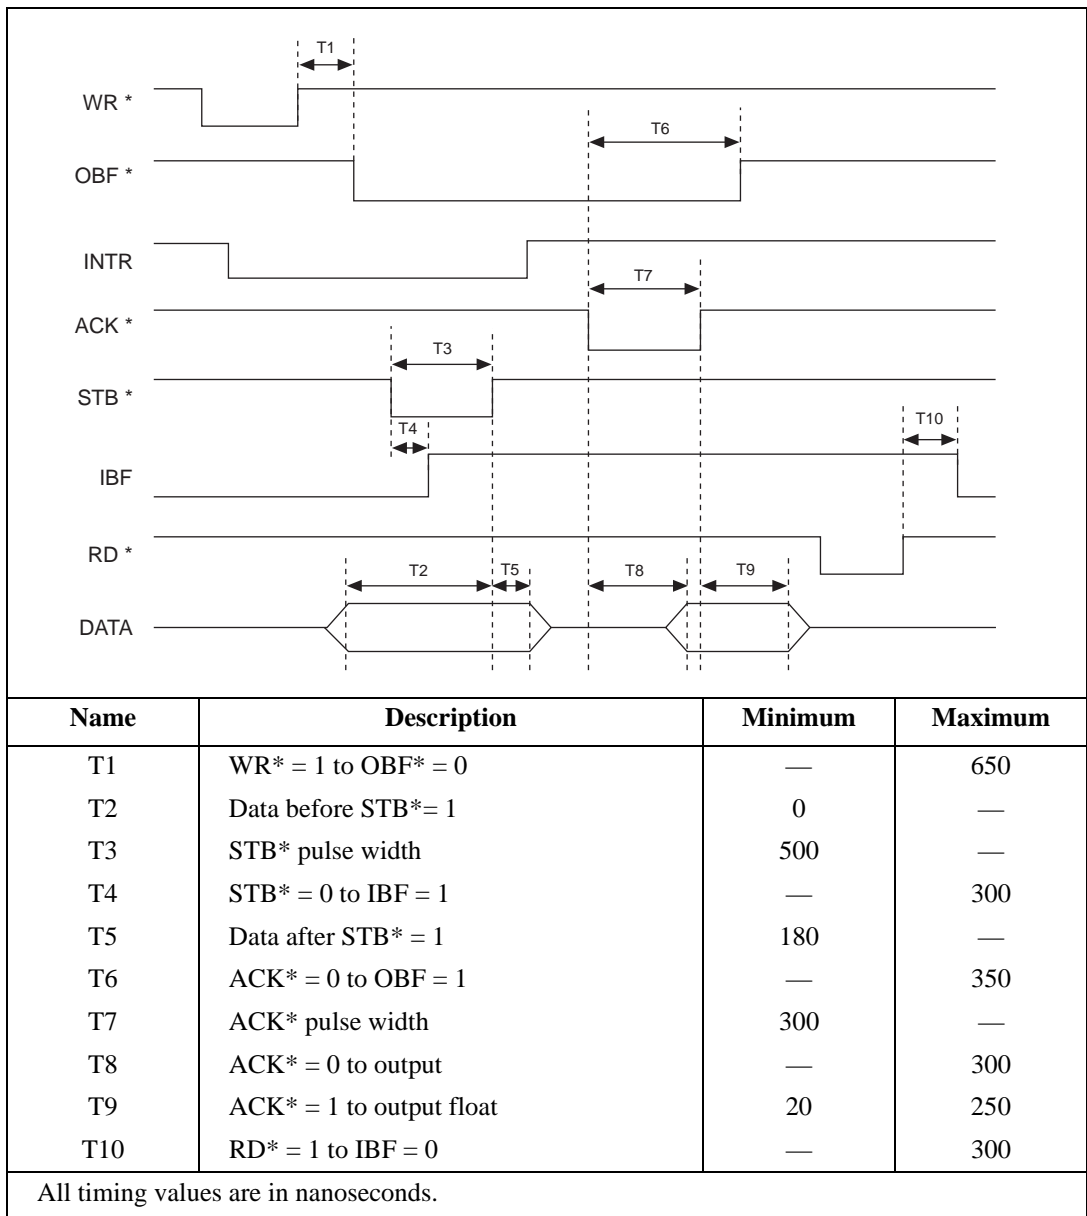 T1
WR *
T6
OBF *
INTR
T7
ACK *
T3
STB *
T4
T10
IBF
RD *
T2
T5
T8
T9
DATA
Name Description Minimum Maximum
T1 WR* = 1 to OBF* = 0 — 650
T2 Data before STB*= 1 0 —
T3 STB* pulse width 500 —
T4 STB* = 0 to IBF = 1 — 300
T5 Data after STB* = 1 180 —
T6 ACK* = 0 to OBF = 1 — 350
T7 ACK* pulse width 300 —
T8 ACK* = 0 to output — 300
T9 ACK* = 1 to output float 20 250
T10 RD* = 1 to IBF = 0 — 300
All timing values are in nanoseconds.